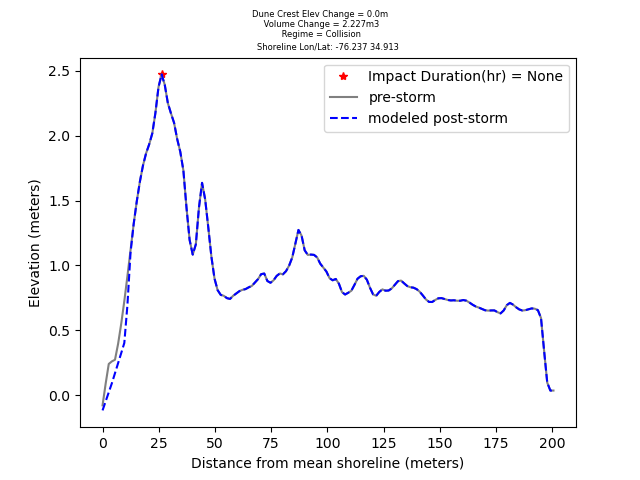 Dune Crest Elev Change = 0.0m
Volume Change = 2.227m3
Regime = Collision
Shoreline Lon/Lat: -76.237 34.913
Impact Duration(hr) = None
pre-storm
modeled post-storm
2.5
2.0
1.5
1.0
0.5
0.0
Elevation (meters)
0 25 50 75 100 125 150 175 200
Distance from mean shoreline (meters)